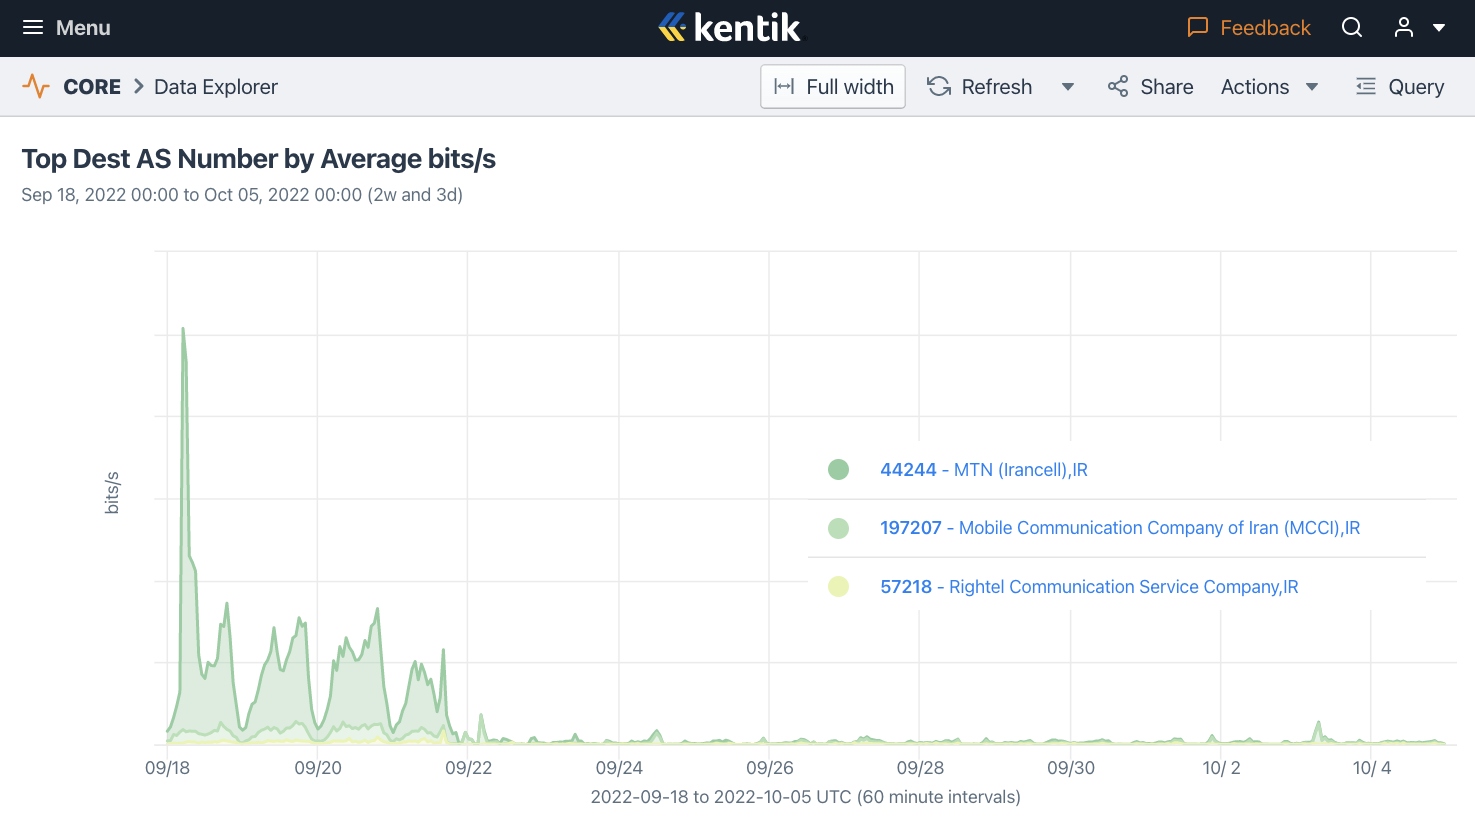 Menu
kentik
Feedback
CORE > Data Explorer
Full width
Refresh
Share
Actions
Query
Top Dest AS Number by Average bits/s
Sep 18, 2022 00:00 to Oct 05, 2022 00:00 (2w and 3d)
bits/s
44244 - MTN (Irancell),IR
197207 - Mobile Communication Company of Iran (MCCI),IR
57218 - Rightel Communication Service Company,IR
09/18 09/20 09/22 09/24 09/26 09/28 09/30 10/ 2 10/ 4
2022-09-18 to 2022-10-05 UTC (60 minute intervals)